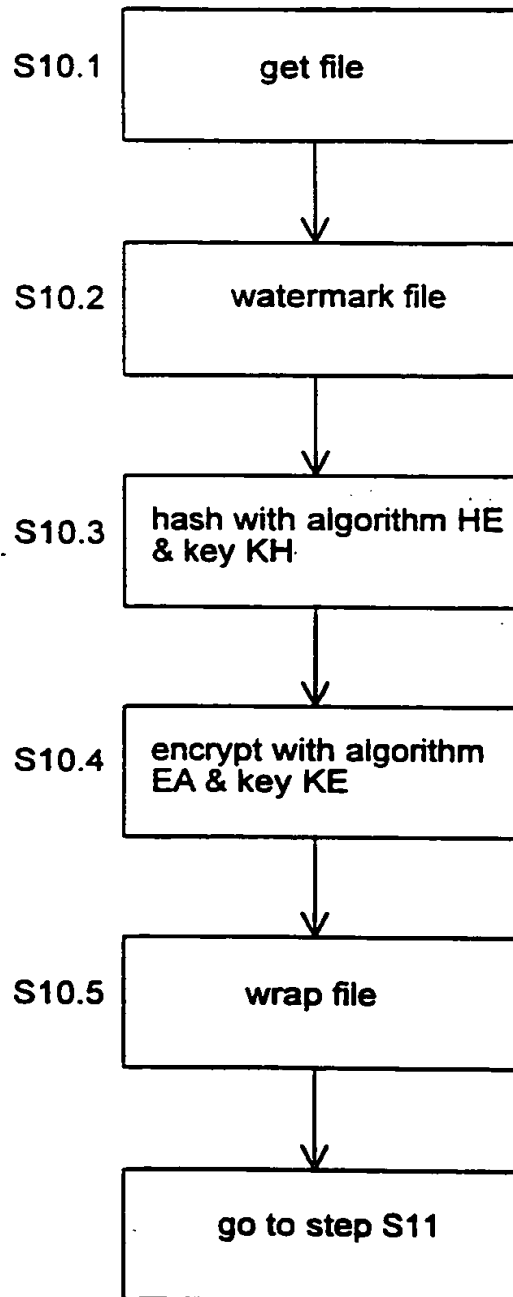 S10.1
get file
S10.2
watermark file
S10.3
hash with algorithm HE
& key KH
S10.4
encrypt with algorithm
EA & key KE
S10.5
wrap file
go to step S11